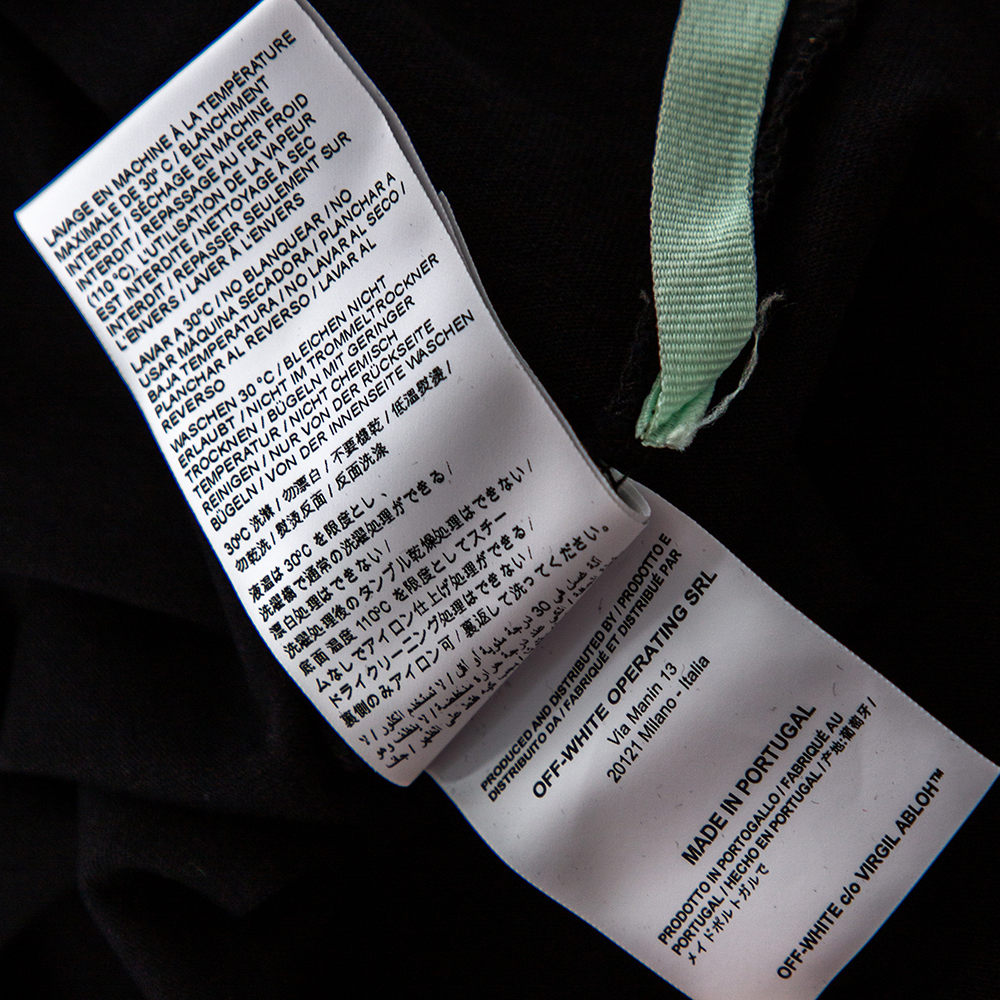 LAVAGE EN MACHINE À LA TEMPÉRATURE
MAXIMALE DE 30° C / BLANCHIMENT
INTERDIT / SÉCHAGE EN MACHINE
INTERDIT / REPASSAGE AU FER FROID
(110 °C). L'UTILISATION DE LA VAPEUR
EST INTERDITE / NETTOYAGE À SEC
INTERDIT / REPASSER SEULEMENT SUR
L'ENVERS / LAVER À L'ENVERS
LAVAR A 30°C / NO BLANQUEAR / NO
USAR MÁQUINA SECADORA / PLANCHAR A
BAJA TEMPERATURA / NO LAVAR AL SECO /
PLANCHAR AL REVERSO / LAVAR AL
REVERSO
WASCHEN 30 °C / BLEICHEN NICHT
ERLAUBT / NICHT IM TROMMELTROCKNER
TROCKNEN / BÜGELN MIT GERINGER
TEMPERATUR / NICHT CHEMISCH
REINIGEN / NUR VON DER RÜCKSEITE
BÜGELN / VON DER INNENSEITE WASCHEN
30°C 洗滌 / 勿漂白 / 不要機乾 / 低溫熨燙 /
勿乾洗 / 熨燙反面 / 反面洗滌
液温は 30°C を限度とし、
洗濯機で通常の洗濯処理ができる /
漂白処理はできない /
洗濯処理後のタンブル乾燥処理はできない /
底面温度 110°C を限度としてスチー
ムなしでアイロン仕上げ処理ができる /
ドライクリーニング処理はできない /
裏側のみアイロン可 / 裏返して洗ってください。
PRODUCED AND DISTRIBUTED BY / PRODOTTO E
DISTRIBUITO DA / FABRIQUÉ ET DISTRIBUÉ PAR
OFF-WHITE OPERATING SRL
Via Manin 13
20121 Milano - Italia
MADE IN PORTUGAL
PRODOTTO IN PORTOGALLO / FABRIQUÉ AU
PORTUGAL / HECHO EN PORTUGAL / 产地:葡萄牙 /
メイドポルトガルで
OFF-WHITE c/o VIRGIL ABLOH™